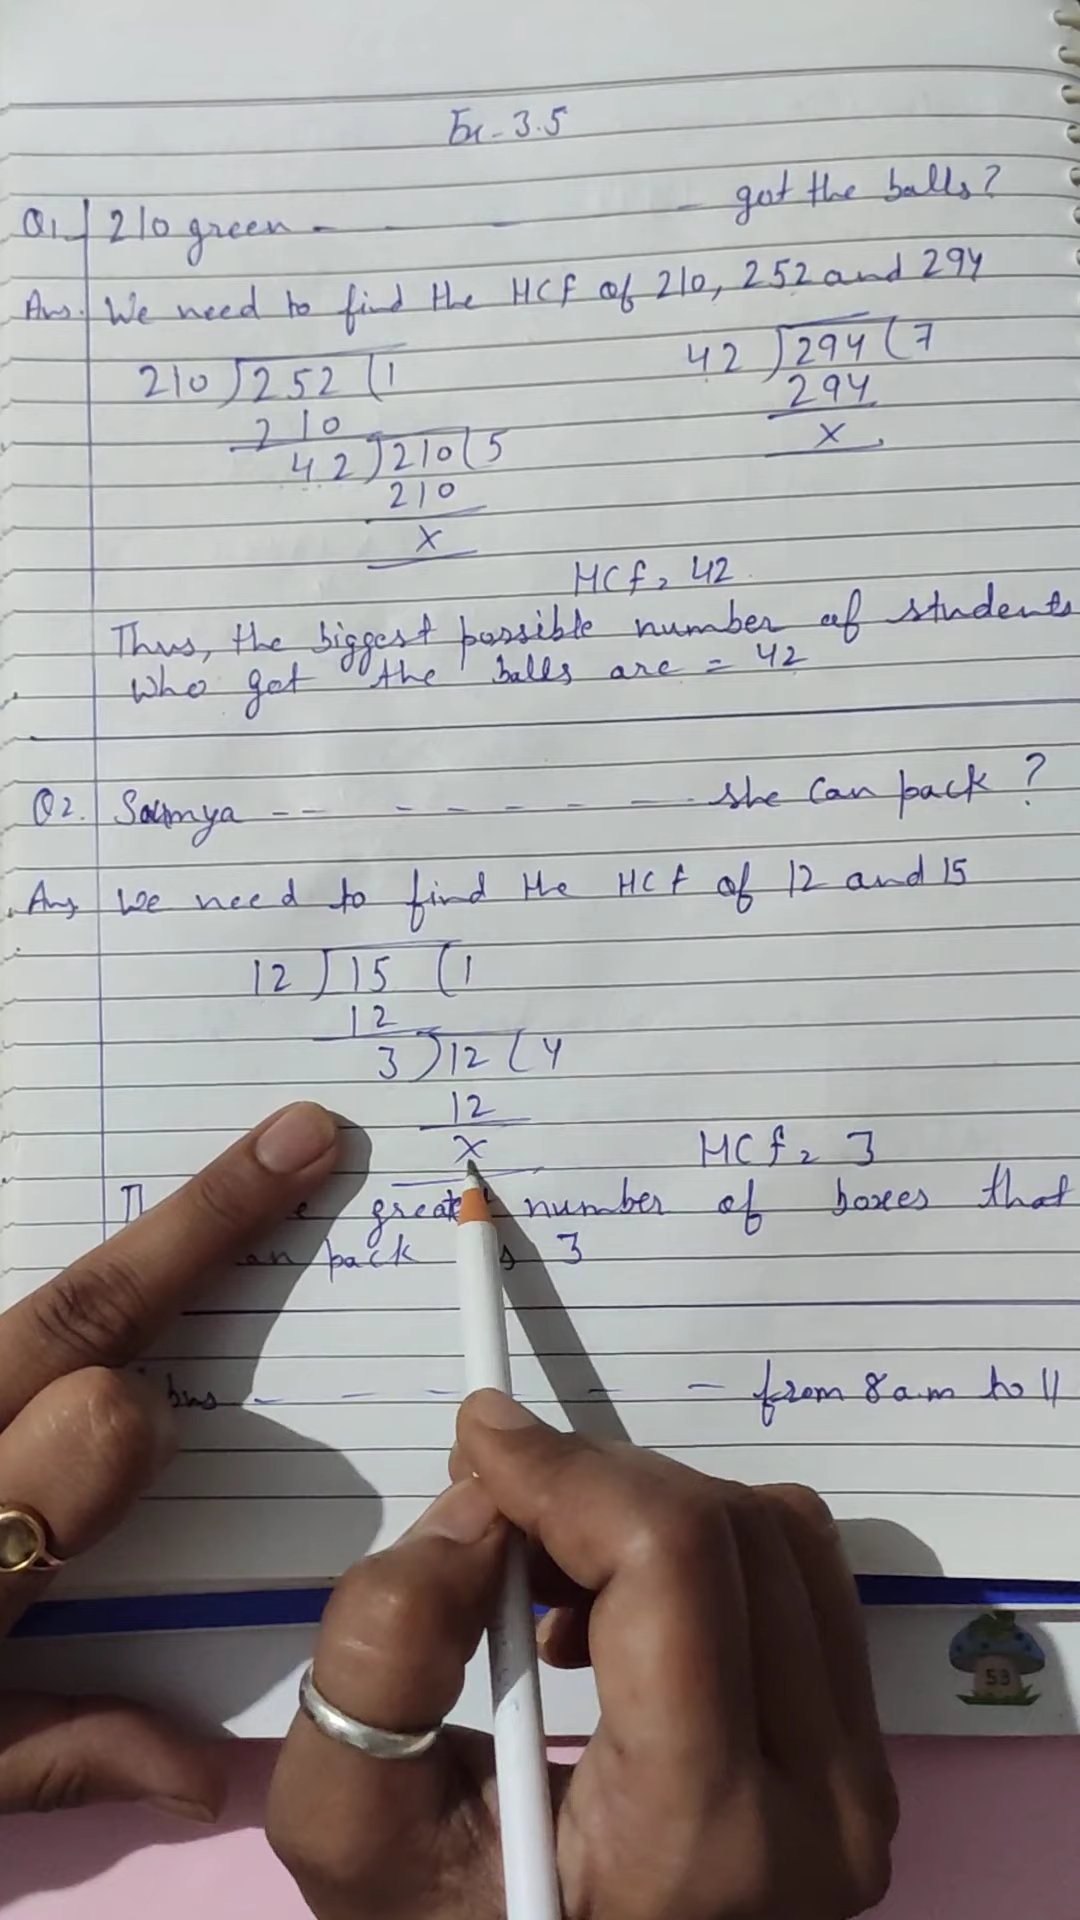 Ex-3.5
Q1. 210 green - - - - got the balls?
Ans. We need to find the HCF of 210, 252 and 294
210)252(1
210
42)210(5
210
x
42)294(7
294
x
HCF = 42
Thus, the biggest possible number of students
who got the balls are = 42
Q2. Saumya -- - - - - - - she can pack?
Ans We need to find the HCF of 12 and 15
12)15(1
12
3)12(4
12
x
HCF = 3
number of boxes that
pack 3
bus - - - - - from 8 a.m to 11
53